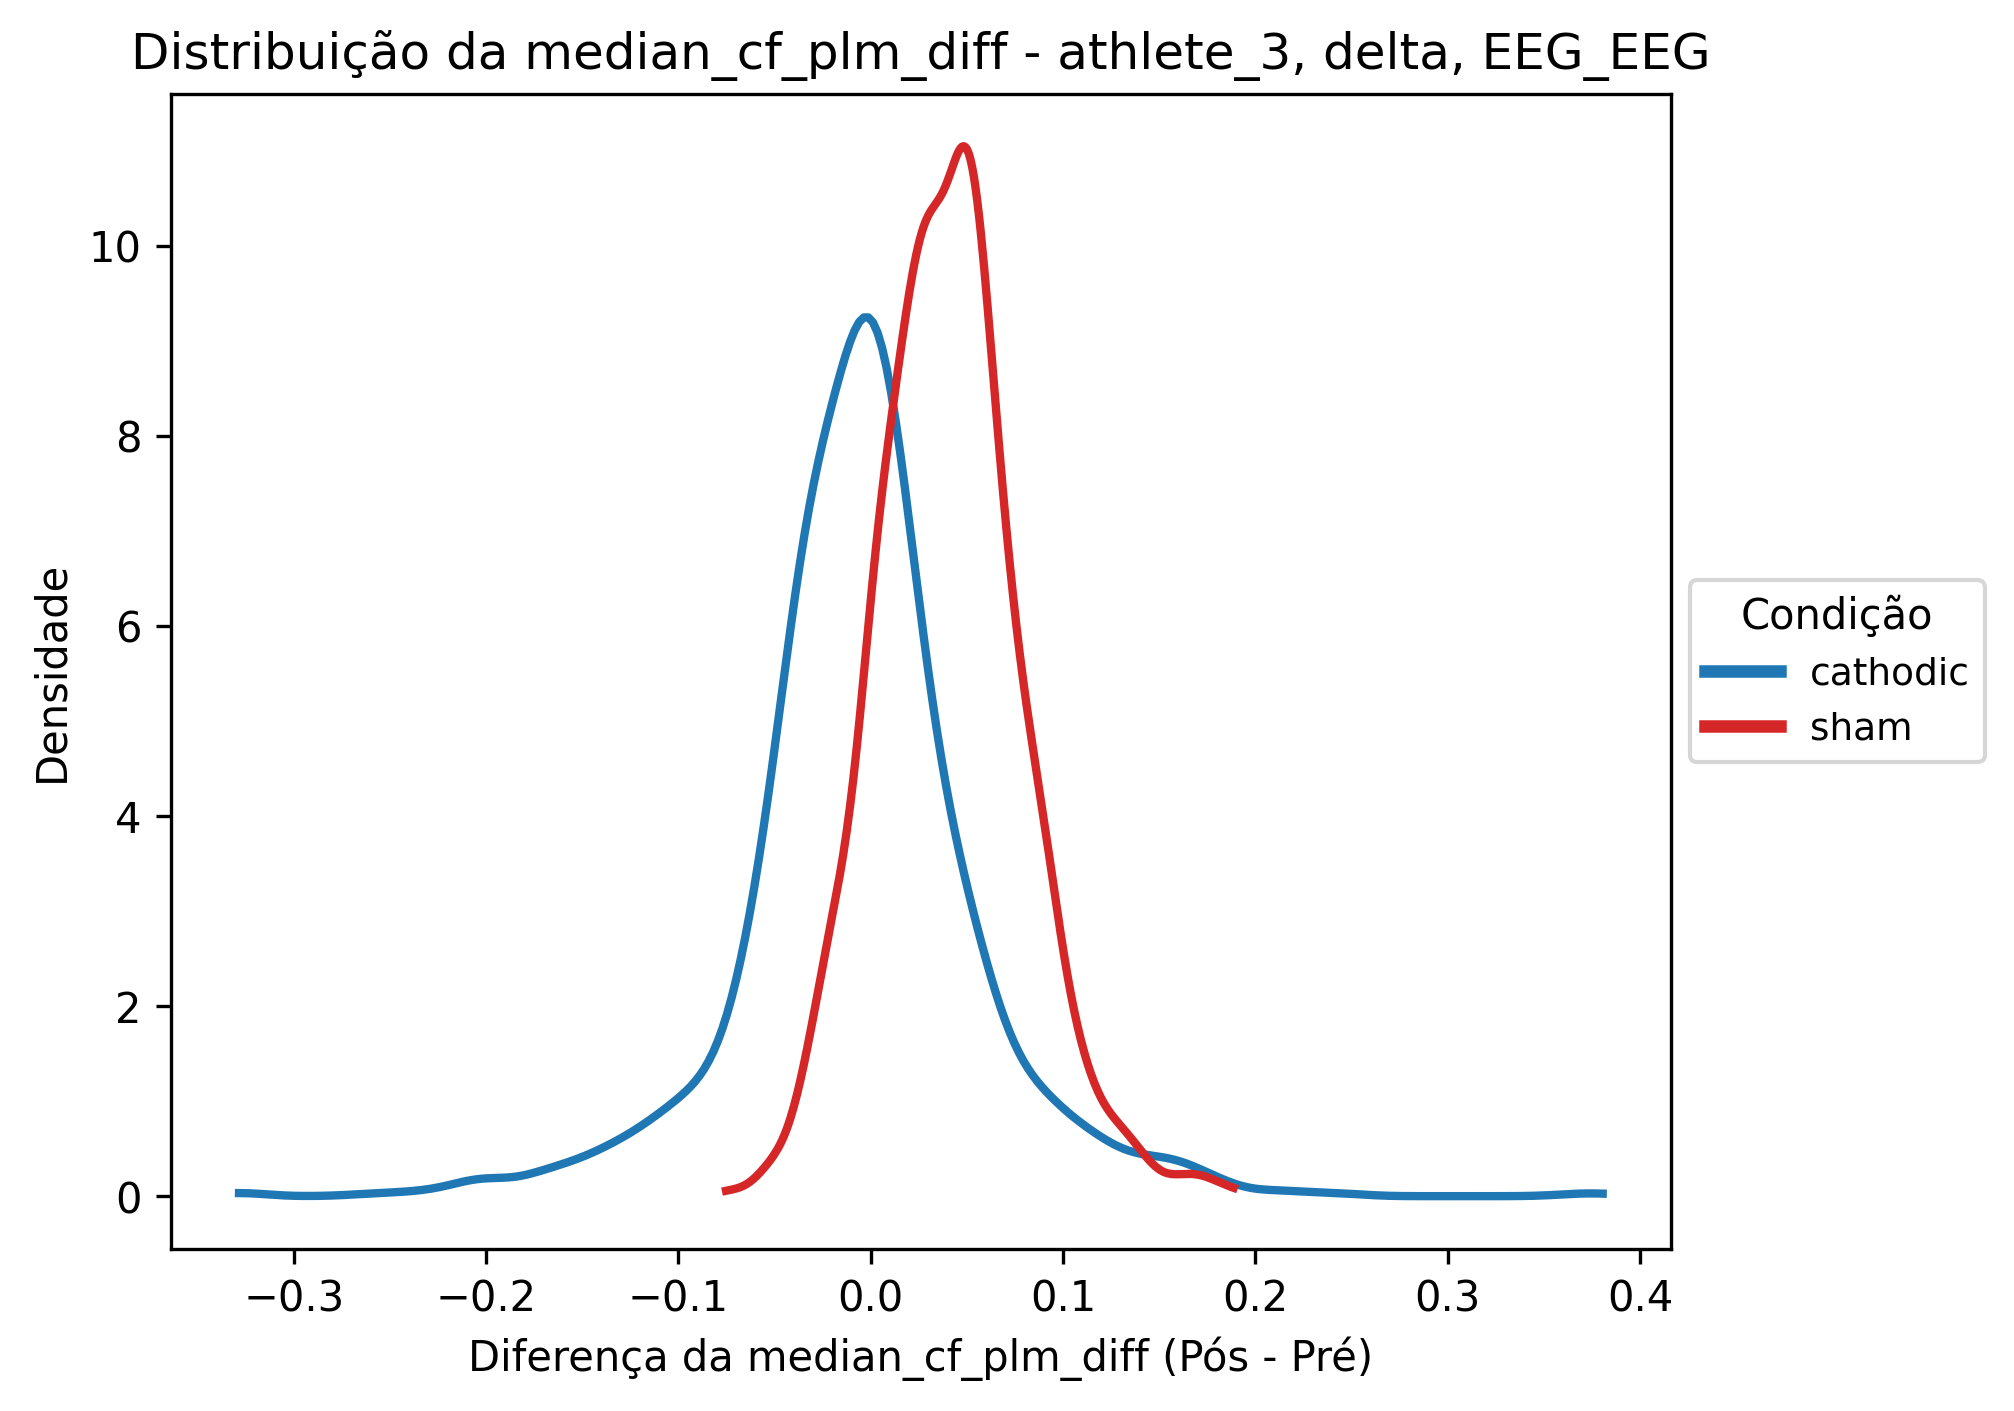 Distribuição da median_cf_plm_diff - athlete_3, delta, EEG_EEG
Densidade
10
8
6
4
2
0
−0.3 −0.2 −0.1 0.0 0.1 0.2 0.3 0.4
Diferença da median_cf_plm_diff (Pós - Pré)
Condição
cathodic
sham